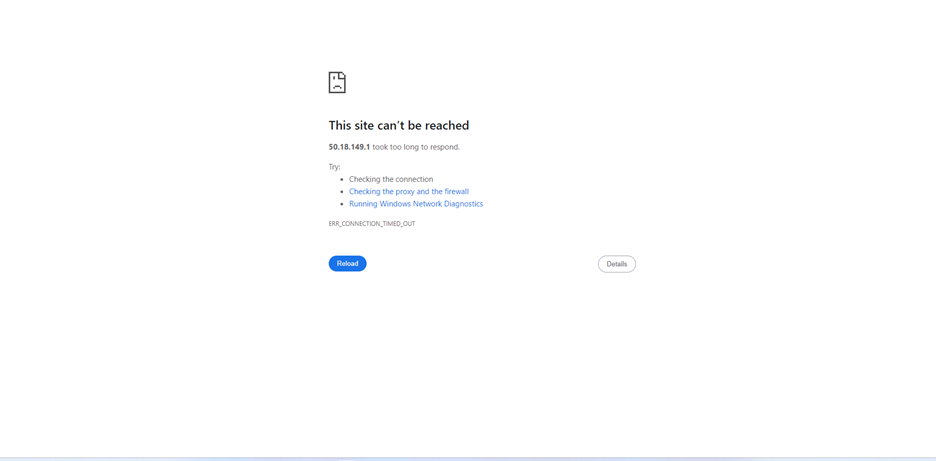 This site can’t be reached
50.18.149.1 took too long to respond.
Try:
Checking the connection
Checking the proxy and the firewall
Running Windows Network Diagnostics
ERR_CONNECTION_TIMED_OUT
Reload
Details